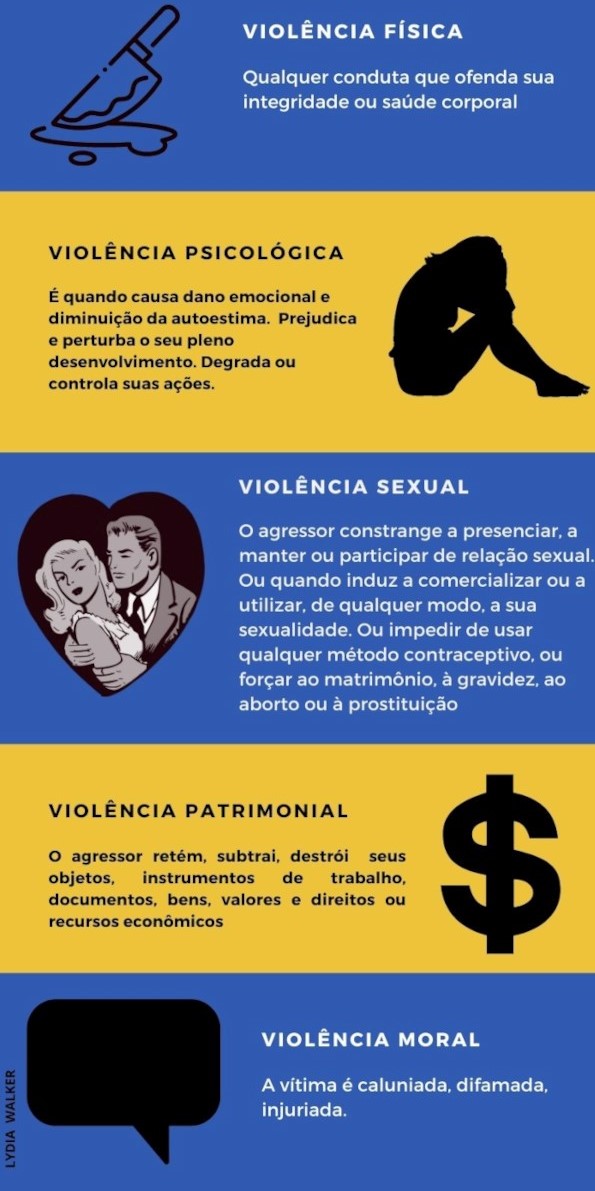 VIOLÊNCIA FÍSICA
Qualquer conduta que ofenda sua
integridade ou saúde corporal
VIOLÊNCIA PSICOLÓGICA
É quando causa dano emocional e
diminuição da autoestima. Prejudica
e perturba o seu pleno
desenvolvimento. Degrada ou
controla suas ações.
VIOLÊNCIA SEXUAL
O agressor constrange a presenciar, a
manter ou participar de relação sexual.
Ou quando induz a comercializar ou a
utilizar, de qualquer modo, a sua
sexualidade. Ou impedir de usar
qualquer método contraceptivo, ou
forçar ao matrimônio, à gravidez, ao
aborto ou à prostituição
VIOLÊNCIA PATRIMONIAL
O agressor retém, subtrai, destrói seus
objetos, instrumentos de trabalho,
documentos, bens, valores e direitos ou
recursos econômicos
$
VIOLÊNCIA MORAL
A vítima é caluniada, difamada,
injuriada.
LYDIA WALKER